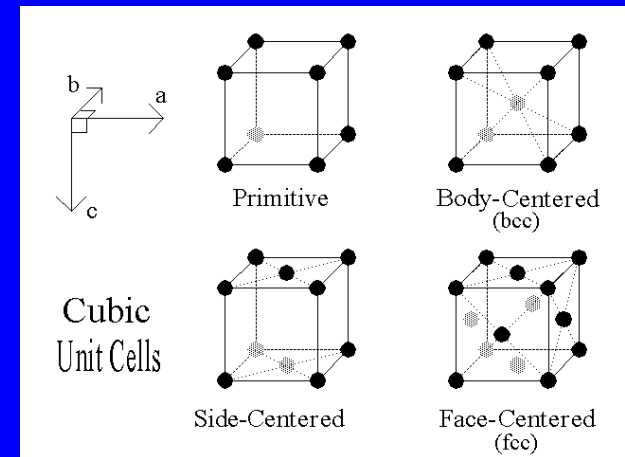 b
a
c
Primitive
Body-Centered
(bcc)
Cubic
Unit Cells
Side-Centered
Face-Centered
(fcc)